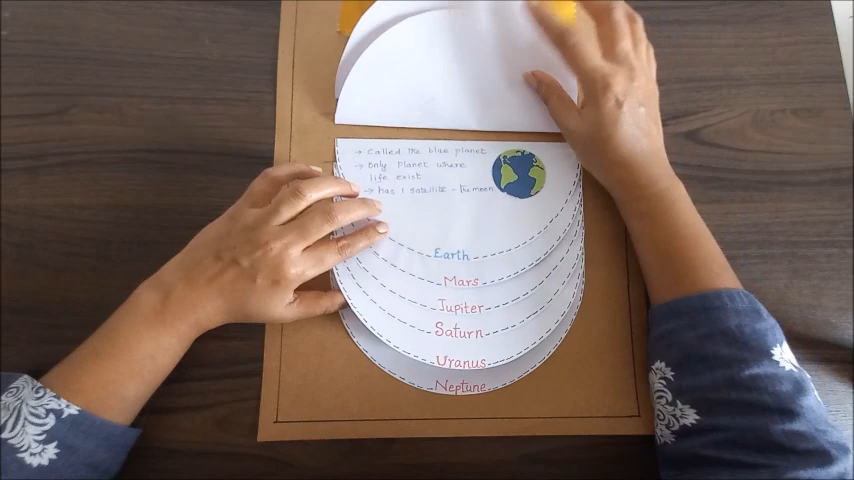 → Called the blue planet
→ Only Planet where
life exist
→ has 1 satellite - the moon
Earth
Mars
Jupiter
Saturn
Uranus
Neptune